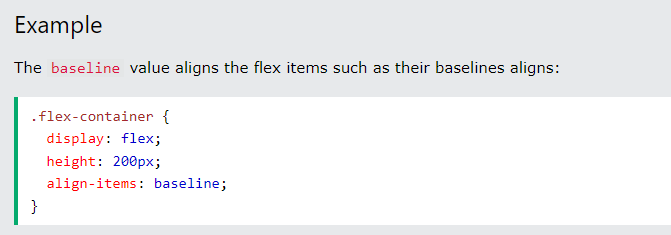 Example
The baseline value aligns the flex items such as their baselines aligns:
.flex-container {
  display: flex;
  height: 200px;
  align-items: baseline;
}